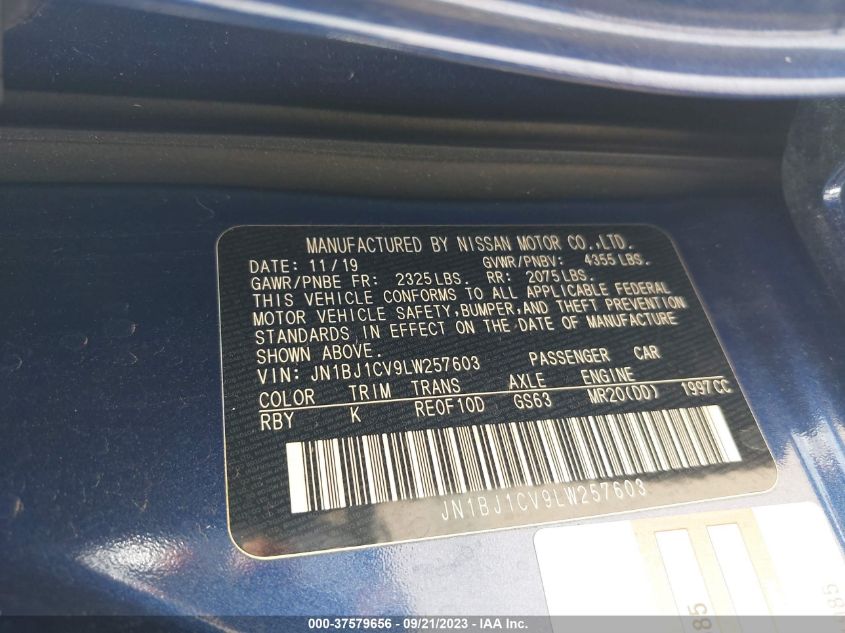 MANUFACTURED BY NISSAN MOTOR CO.,LTD.
DATE: 11/19 GVWR/PNBV: 4355 LBS.
GAWR/PNBE FR: 2325 LBS. RR: 2075 LBS.
THIS VEHICLE CONFORMS TO ALL APPLICABLE FEDERAL
MOTOR VEHICLE SAFETY, BUMPER, AND THEFT PREVENTION
STANDARDS IN EFFECT ON THE DATE OF MANUFACTURE
SHOWN ABOVE.
VIN: JN1BJ1CV9LW257603 PASSENGER CAR
COLOR TRIM TRANS AXLE ENGINE
RBY K RE0F10D GS63 MR20(DD) 1997CC
JN1BJ1CV9LW257603
85
485
000-37579656 - 09/21/2023 - IAA Inc.